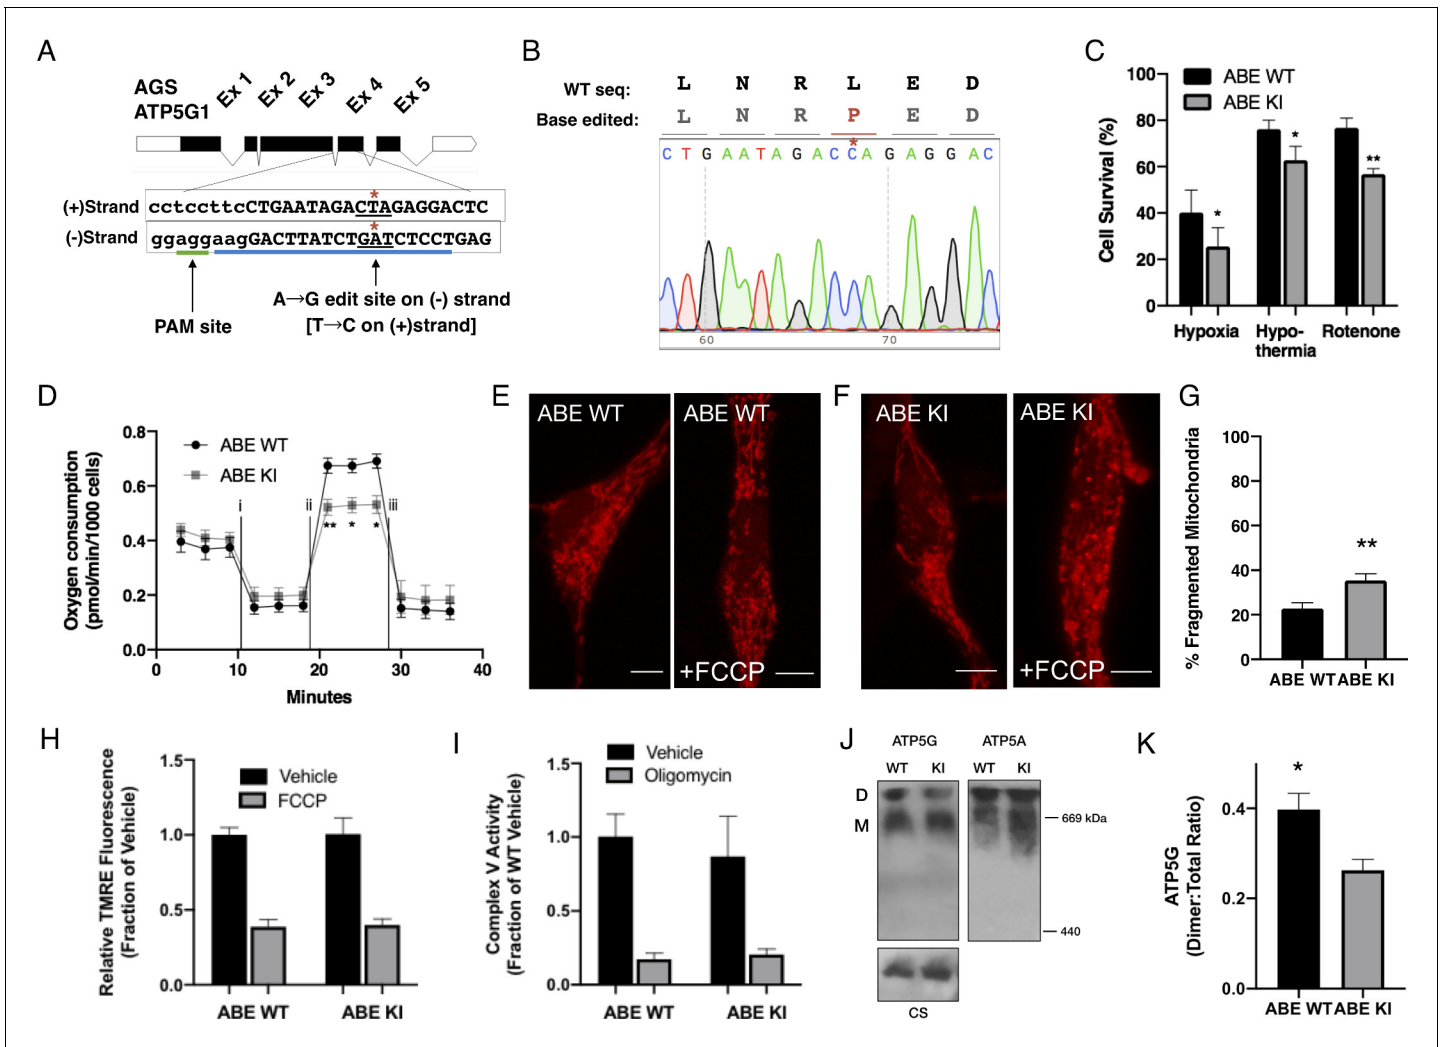 A
AGS
ATP5G1
Ex 1
Ex 2
Ex 3
Ex 4
Ex 5
(+)Strand
cctccttcCTGAATAGACTAGAGGACTC
*
(-)Strand
ggaggaagGACTTATCTGATCTCCTGAG
*
PAM site
A→G edit site on (-) strand
[T→C on (+)strand]
B
WT seq: L N R L E D
Base edited: L N R P E D
*
C T G A A T A G A C C A G A G G A C
60 70
C
ABE WT
ABE KI
Cell Survival (%)
100
80
60
40
20
0
* * **
Hypoxia
Hypo-
thermia
Rotenone
D
ABE WT
ABE KI
Oxygen consumption
(pmol/min/1000 cells)
0.8
0.6
0.4
0.2
0.0
i ii iii
** * *
0 10 20 30 40
Minutes
E
ABE WT
ABE WT
+FCCP
F
ABE KI
ABE KI
+FCCP
G
% Fragmented Mitochondria
100
80
60
40
20
0
**
ABE WT ABE KI
H
Relative TMRE Fluorescence
(Fraction of Vehicle)
1.5
1.0
0.5
0.0
Vehicle
FCCP
ABE WT ABE KI
I
Complex V Activity
(Fraction of WT Vehicle)
1.5
1.0
0.5
0.0
Vehicle
Oligomycin
ABE WT ABE KI
J
ATP5G ATP5A
WT KI WT KI
D
M
669 kDa
440
CS
K
ATP5G
(Dimer:Total Ratio)
0.4
0.2
0.0
*
ABE WT ABE KI